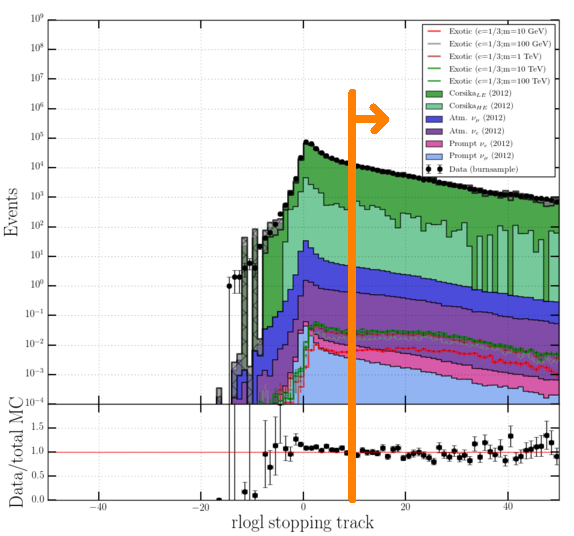 10⁹
10⁸
10⁷
10⁶
10⁵
10⁴
10³
10²
10¹
10⁰
10⁻¹
10⁻²
10⁻³
10⁻⁴
Events
Exotic (c=1/3;m=10 GeV)
Exotic (c=1/3;m=100 GeV)
Exotic (c=1/3;m=1 TeV)
Exotic (c=1/3;m=10 TeV)
Exotic (c=1/3;m=100 TeV)
Corsika_LE (2012)
Corsika_HE (2012)
Atm. ν_μ (2012)
Atm. ν_e (2012)
Prompt ν_e (2012)
Prompt ν_μ (2012)
Data (burnsample)
1.5
1.0
0.5
0.0
Data/total MC
−40 −20 0 20 40
rlogl stopping track